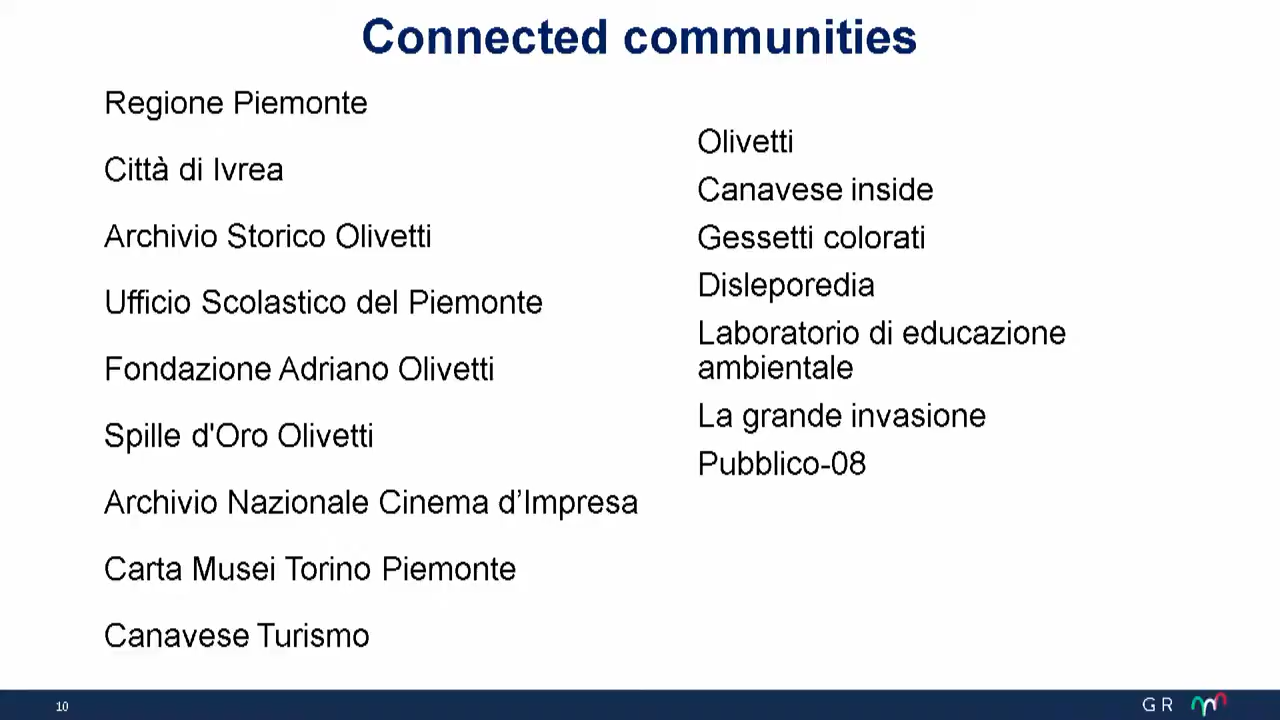 Connected communities
Regione Piemonte
Città di Ivrea
Archivio Storico Olivetti
Ufficio Scolastico del Piemonte
Fondazione Adriano Olivetti
Spille d'Oro Olivetti
Archivio Nazionale Cinema d’Impresa
Carta Musei Torino Piemonte
Canavese Turismo
Olivetti
Canavese inside
Gessetti colorati
Disleporedia
Laboratorio di educazione
ambientale
La grande invasione
Pubblico-08
10
GR